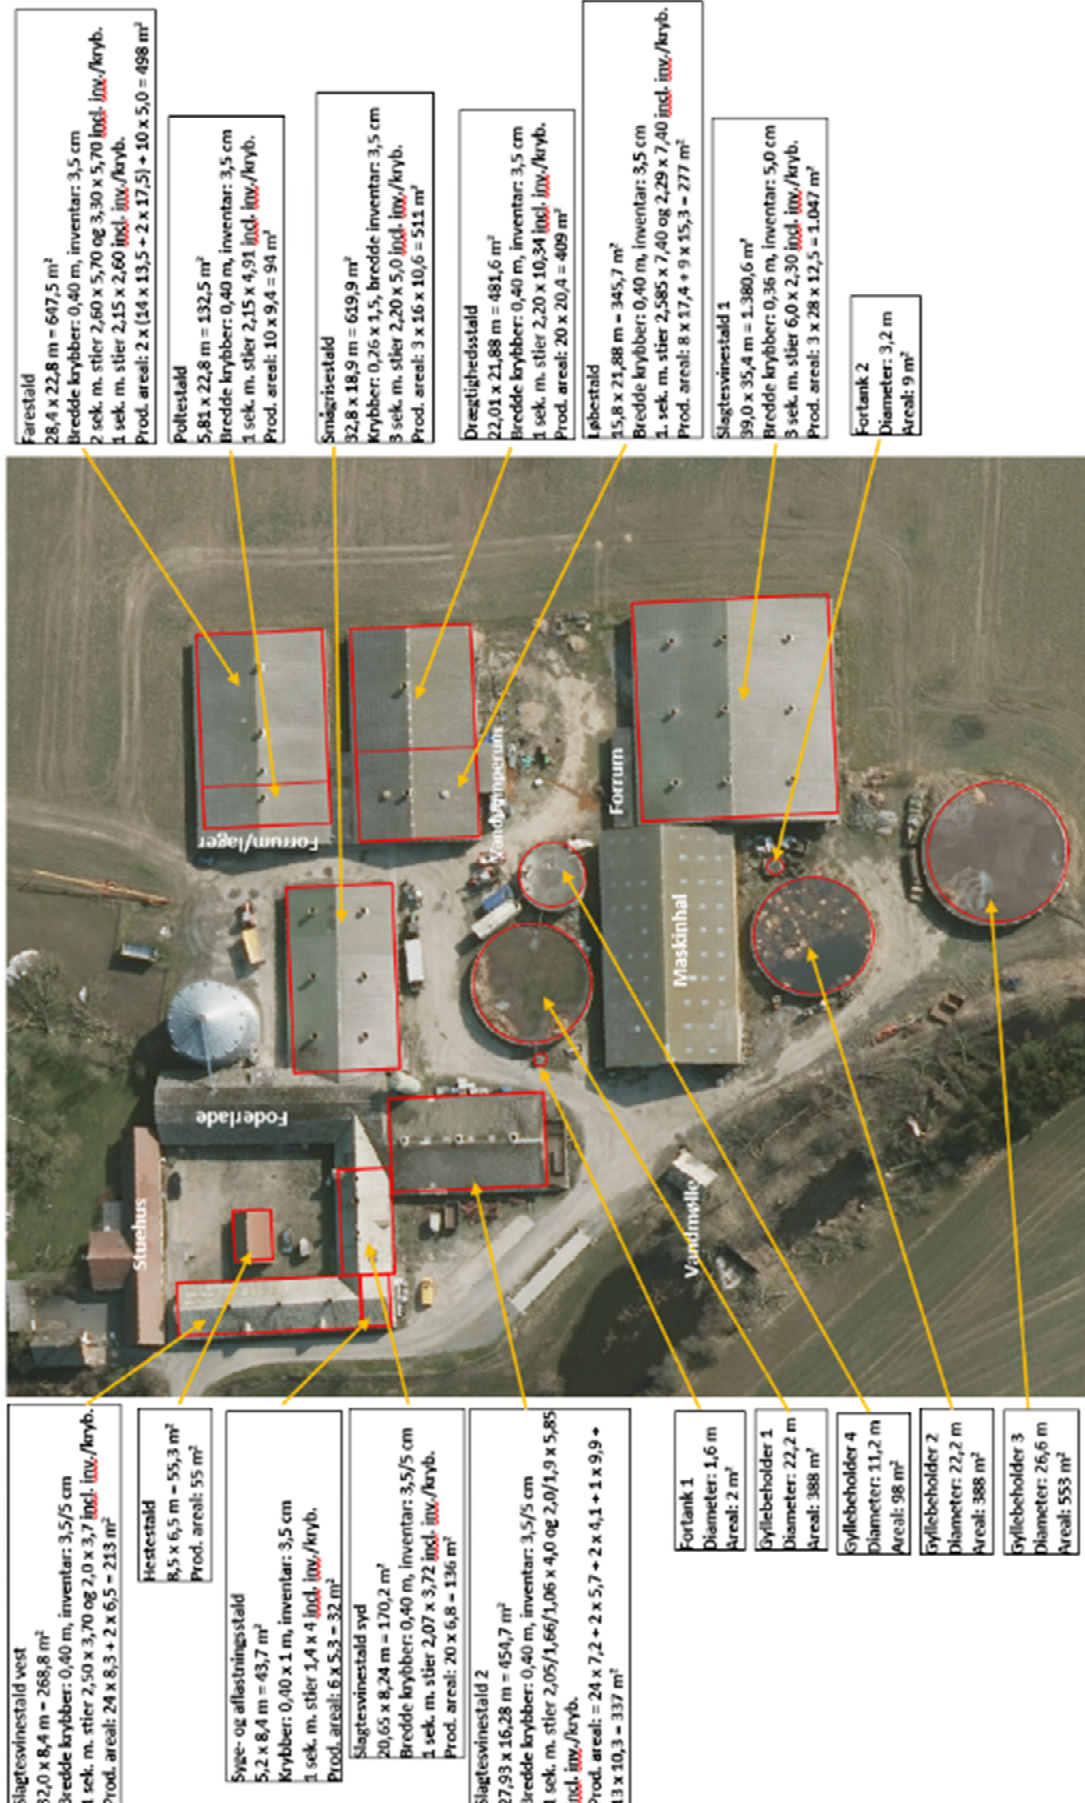 Farestald
28,4 x 22,8 m = 647,5 m²
Bredde krybber: 0,40 m, inventar: 3,5 cm
2 sek. m. stier 2,60 x 5,70 og 3,30 x 5,70 incl. inv./kryb.
1 sek. m. stier 2,15 x 2,60 incl. inv./kryb.
Prod. areal: 2 x (14 x 13,5 + 2 x 17,5) + 10 x 5,0 = 498 m²
Poltestald
5,81 x 22,8 m = 132,5 m²
Bredde krybber: 0,40 m, inventar: 3,5 cm
1 sek. m. stier 2,15 x 4,91 incl. inv./kryb.
Prod. areal: 10 x 9,4 = 94 m²
Smågrisestald
32,8 x 18,9 m = 619,9 m²
Krybber: 0,26 x 1,5, bredde inventar: 3,5 cm
3 sek. m. stier 2,20 x 5,0 incl. inv./kryb.
Prod. areal: 3 x 16 x 10,6 = 511 m²
Drægtighedsstald
22,01 x 21,88 m = 481,6 m²
Bredde krybber: 0,40 m, inventar: 3,5 cm
1 sek. m. stier 2,20 x 10,34 incl. inv./kryb.
Prod. areal: 20 x 20,4 = 409 m²
Løbestald
15,8 x 21,88 m = 345,7 m²
Bredde krybber: 0,40 m, inventar: 3,5 cm
1. sek. m. stier 2,585 x 7,40 og 2,29 x 7,40 incl. inv./kryb.
Prod. areal: 8 x 17,4 + 9 x 15,3 = 277 m²
Slagtesvinestald 1
39,0 x 35,4 m = 1.380,6 m²
Bredde krybber: 0,36 m, inventar: 5,0 cm
3 sek. m. stier 6,0 x 2,30 incl. inv./kryb.
Prod. areal: 3 x 28 x 12,5 = 1.047 m²
Fortank 2
Diameter: 3,2 m
Areal: 9 m²
Forrum/lager
Vandpumperum
Forrum
Maskinhal
Foderlade
Stuehus
Vandmølle
Slagtesvinestald vest
32,0 x 8,4 m = 268,8 m²
Bredde krybber: 0,40 m, inventar: 3,5/5 cm
1 sek. m. stier 2,50 x 3,70 og 2,0 x 3,7 incl. inv./kryb.
Prod. areal: 24 x 8,3 + 2 x 6,5 = 213 m²
Hestestald
8,5 x 6,5 m = 55,3 m²
Prod. areal: 55 m²
Syge- og aflastningsstald
5,2 x 8,4 m = 43,7 m²
Krybber: 0,40 x 1 m, inventar: 3,5 cm
1 sek. m. stier 1,4 x 4 incl. inv./kryb.
Prod. areal: 6 x 5,3 = 32 m²
Slagtesvinestald syd
20,65 x 8,24 m = 170,2 m²
Bredde krybber: 0,40 m, inventar: 3,5/5 cm
1 sek. m. stier 2,07 x 3,72 incl. inv./kryb.
Prod. areal: 20 x 6,8 = 136 m²
Slagtesvinestald 2
27,93 x 16,28 m = 454,7 m²
Bredde krybber: 0,40 m, inventar: 3,5/5 cm
1 sek. m. stier 2,05/1,66/1,06 x 4,0 og 2,0/1,9 x 5,85
incl. inv./kryb.
Prod. areal: = 24 x 7,2 + 2 x 5,7 + 2 x 4,1 + 1 x 9,9 +
13 x 10,3 = 337 m²
Fortank 1
Diameter: 1,6 m
Areal: 2 m²
Gyllebeholder 1
Diameter: 22,2 m
Areal: 388 m²
Gyllebeholder 4
Diameter: 11,2 m
Areal: 98 m²
Gyllebeholder 2
Diameter: 22,2 m
Areal: 388 m²
Gyllebeholder 3
Diameter: 26,6 m
Areal: 553 m²